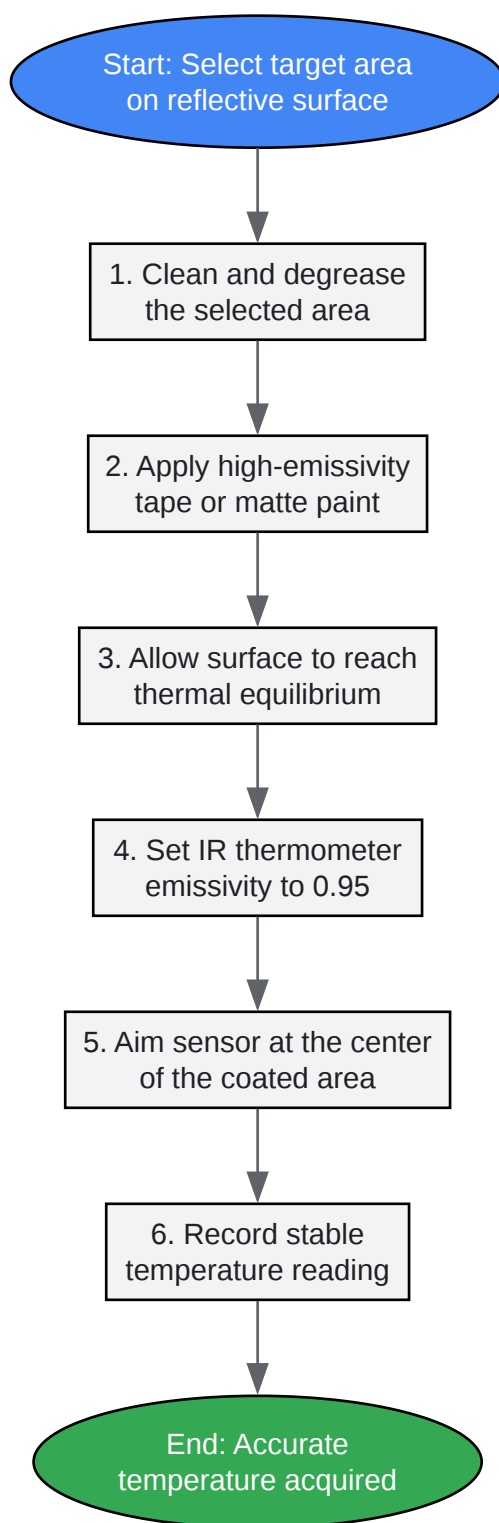 Start: Select target area
on reflective surface
1. Clean and degrease
the selected area
2. Apply high-emissivity
tape or matte paint
3. Allow surface to reach
thermal equilibrium
4. Set IR thermometer
emissivity to 0.95
5. Aim sensor at the center
of the coated area
6. Record stable
temperature reading
End: Accurate
temperature acquired